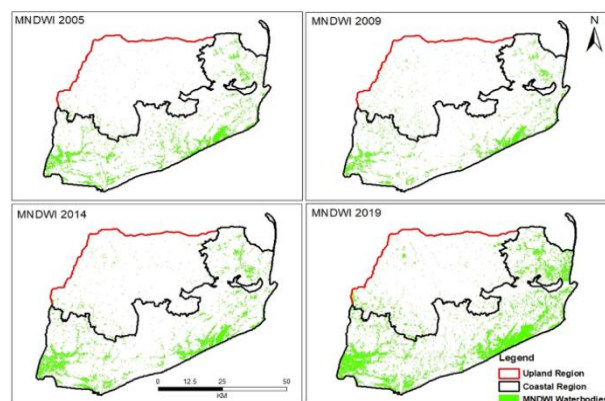 MNDWI 2005
MNDWI 2009
N
MNDWI 2014
MNDWI 2019
0 12.5 25 50
KM
Legend
Upland Region
Coastal Region
MNDWI Waterbodies